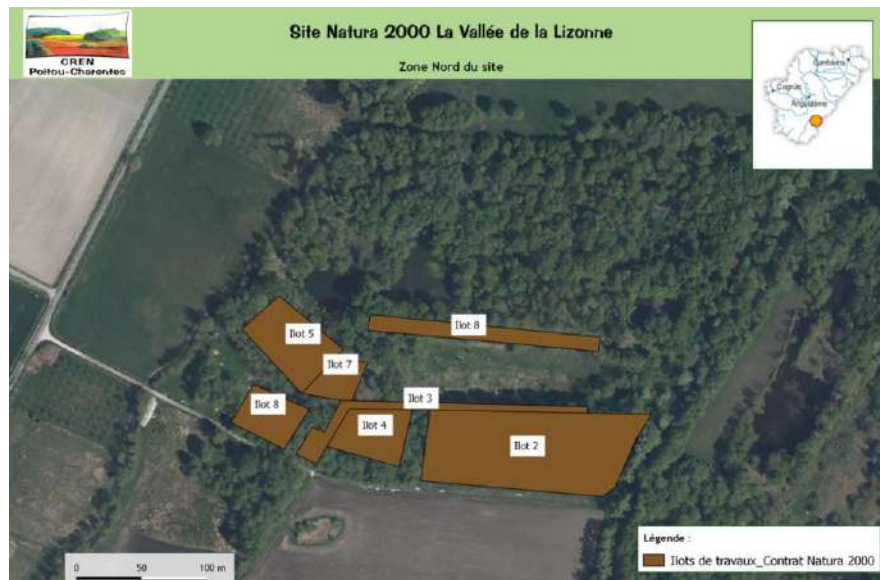 Site Natura 2000 La Vallée de la Lizonne
Zone Nord du site
CREN
Poitou-Charentes
Confolens
Cognac
Angoulême
Ilot 5
Ilot 8
Ilot 7
Ilot 8
Ilot 3
Ilot 4
Ilot 2
Légende :
Ilots de travaux_Contrat Natura 2000
0 50 100 m